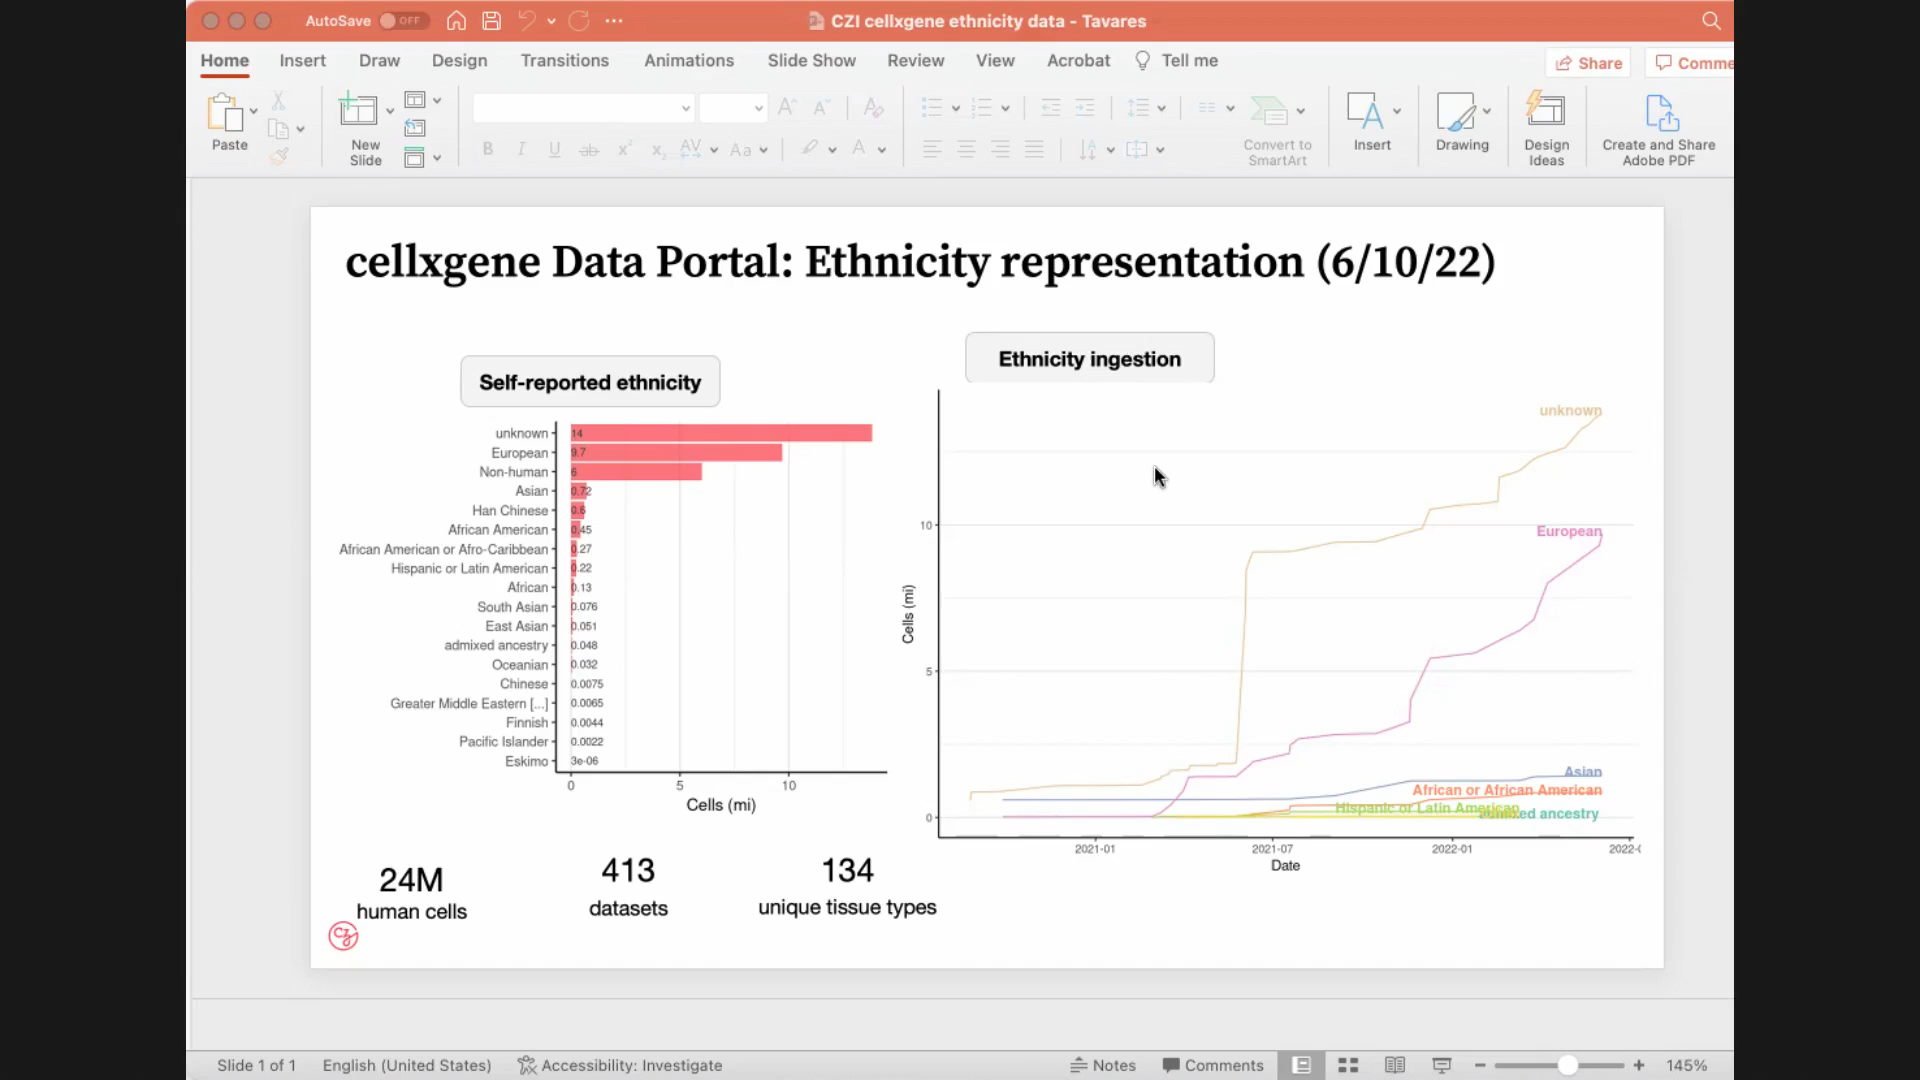 AutoSave OFF
CZI cellxgene ethnicity data - Tavares
Home Insert Draw Design Transitions Animations Slide Show Review View Acrobat Tell me
Share Comme
Paste
New Slide
Convert to SmartArt
Insert
Drawing
Design Ideas
Create and Share Adobe PDF
cellxgene Data Portal: Ethnicity representation (6/10/22)
Self-reported ethnicity
unknown 14
European 9.7
Non-human 6
Asian 0.72
Han Chinese 0.6
African American 0.45
African American or Afro-Caribbean 0.27
Hispanic or Latin American 0.22
African 0.13
South Asian 0.076
East Asian 0.051
admixed ancestry 0.048
Oceanian 0.032
Chinese 0.0075
Greater Middle Eastern [...] 0.0065
Finnish 0.0044
Pacific Islander 0.0022
Eskimo 3e-06
0 5 10
Cells (mi)
Ethnicity ingestion
unknown
European
Asian
African or African American
Hispanic or Latin American
ancestry
10
5
0
Cells (mi)
2021-01 2021-07 2022-01
Date
24M
human cells
413
datasets
134
unique tissue types
CZ
Slide 1 of 1 English (United States) Accessibility: Investigate
Notes Comments 145%